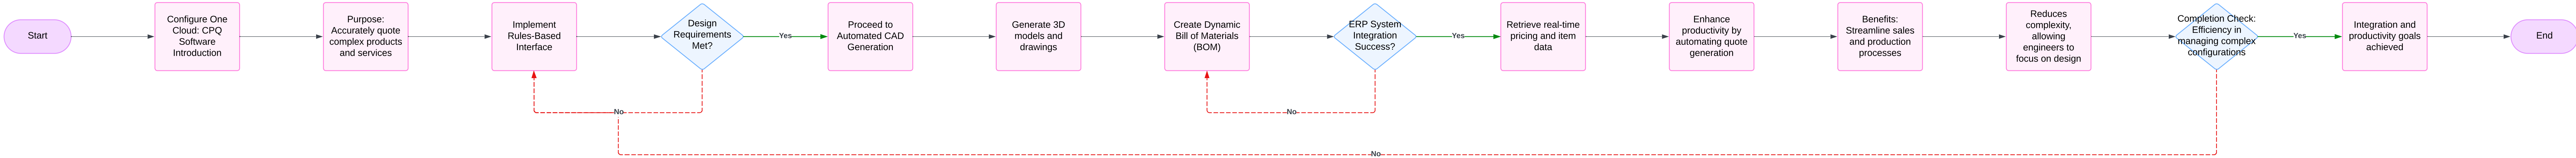 Start
Configure One
Cloud: CPQ
Software
Introduction
Purpose:
Accurately quote
complex products
and services
Implement
Rules-Based
Interface
Design
Requirements
Met?
Yes
Proceed to
Automated CAD
Generation
Generate 3D
models and
drawings
Create Dynamic
Bill of Materials
(BOM)
ERP System
Integration
Success?
Yes
Retrieve real-time
pricing and item
data
Enhance
productivity by
automating quote
generation
Benefits:
Streamline sales
and production
processes
Reduces
complexity,
allowing
engineers to
focus on design
Completion Check:
Efficiency in
managing complex
configurations
Yes
Integration and
productivity goals
achieved
End
No
No
No